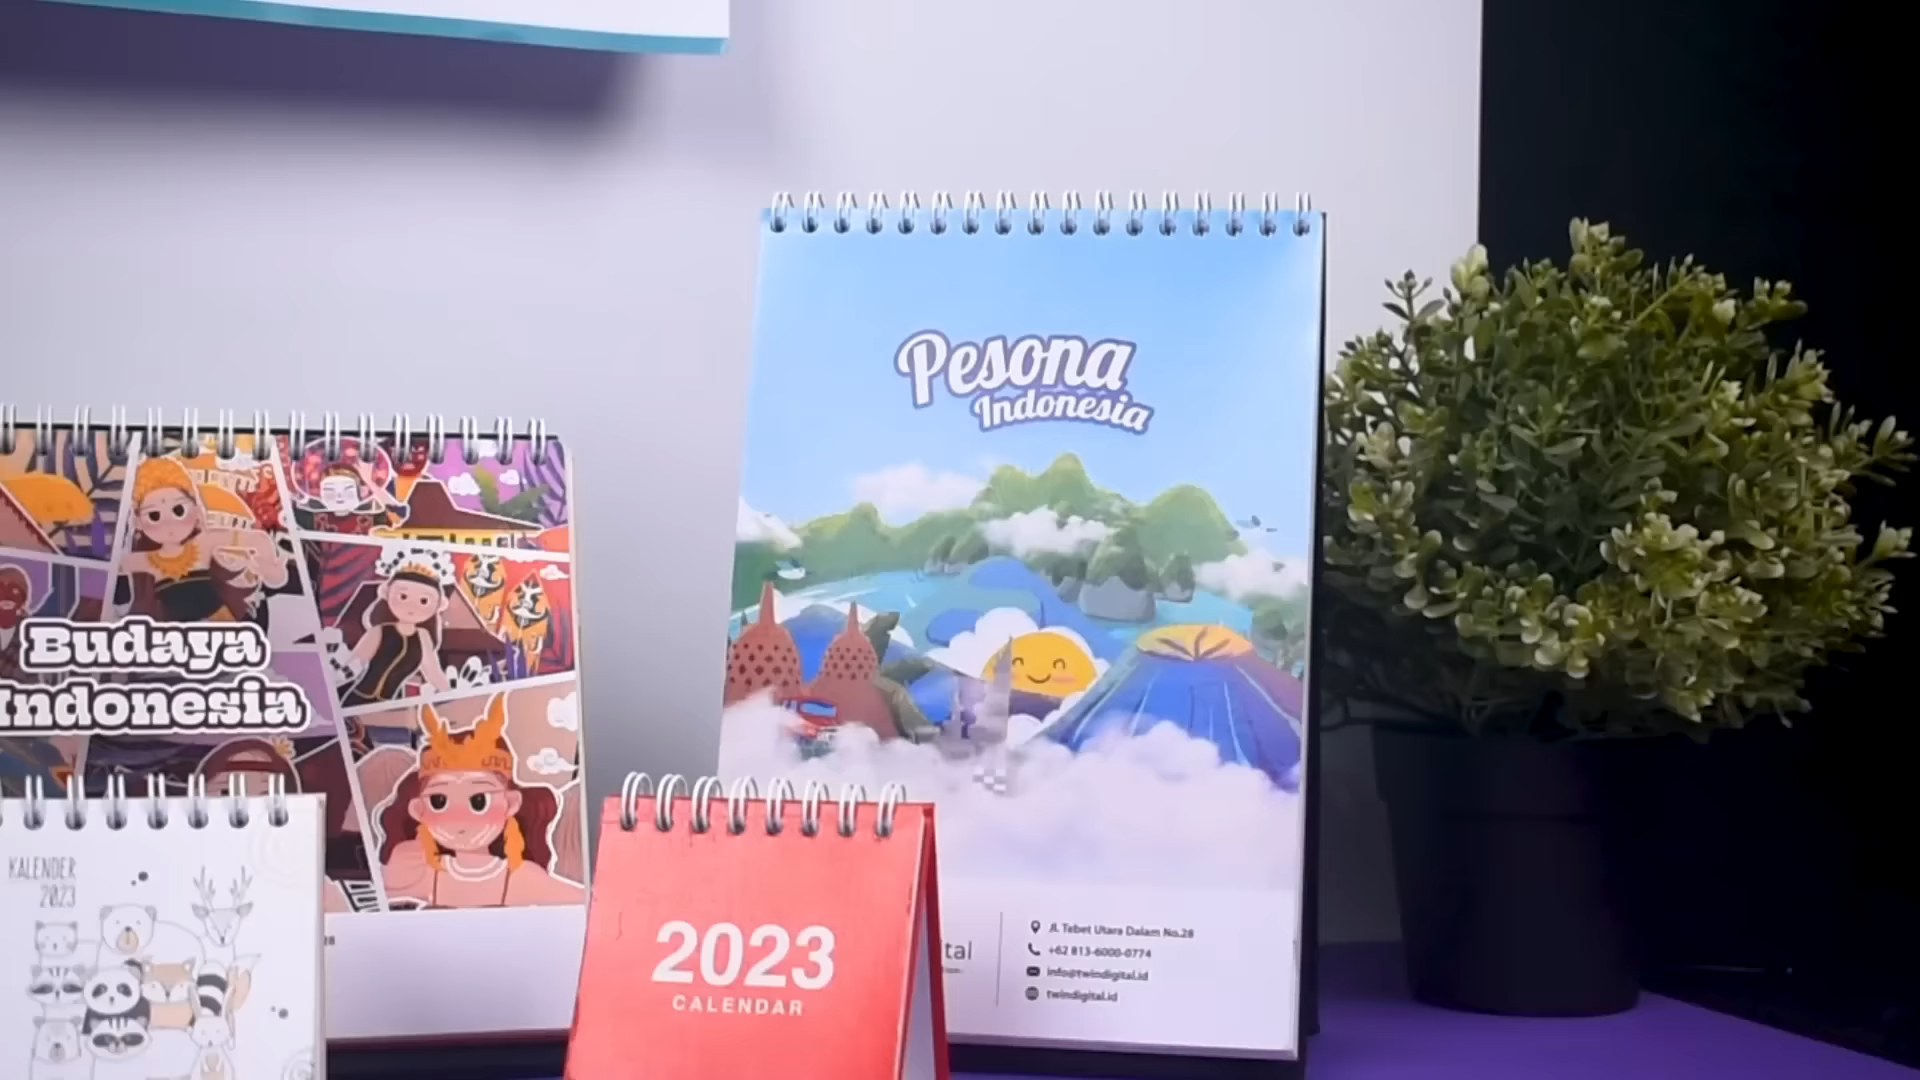 Pesona
Indonesia
Budaya
Indonesia
KALENDER
2023
2023
CALENDAR
tal
Jl. Tebet Utara Dalam No.28
+62 813-6000-0774
info@twindigital.id
twindigital.id